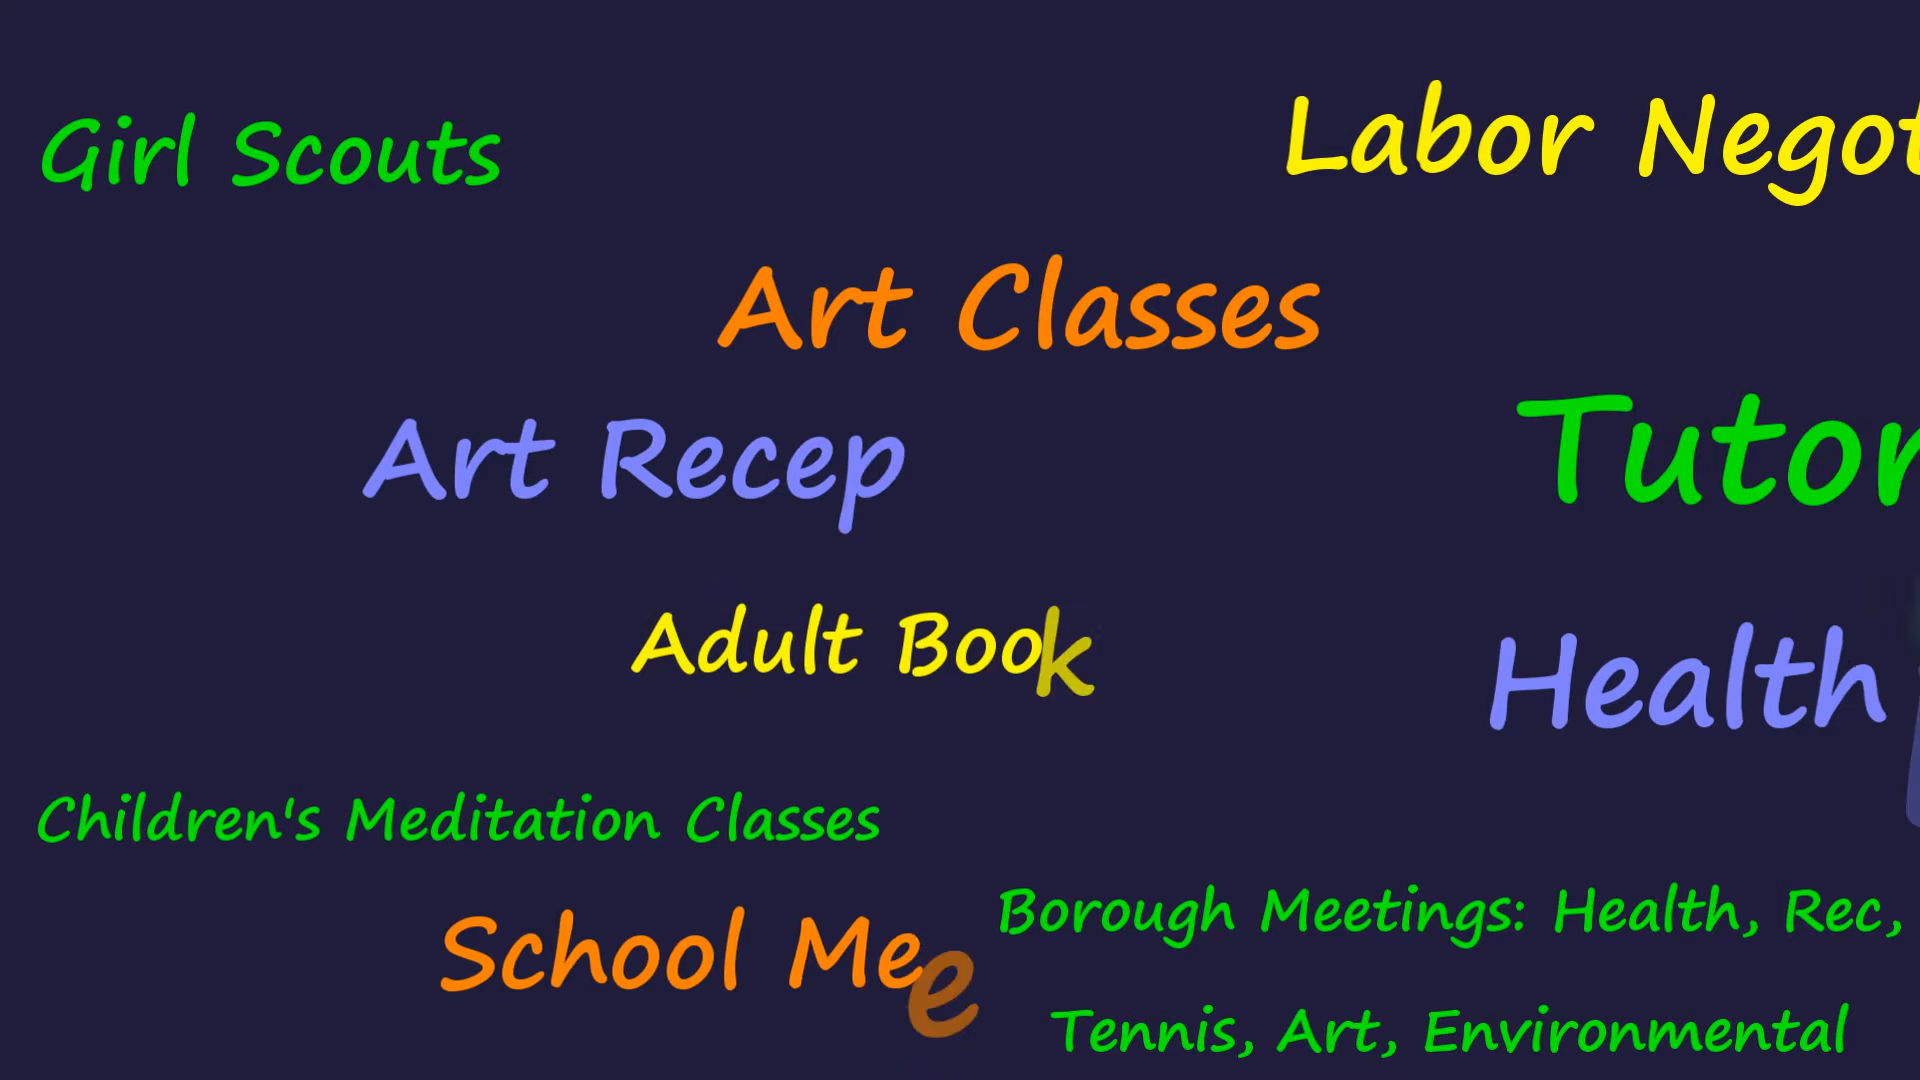 Girl Scouts
Labor Negot
Art Classes
Art Recep
Tutor
Adult Book
Health
Children's Meditation Classes
School Mee
Borough Meetings: Health, Rec,
Tennis, Art, Environmental